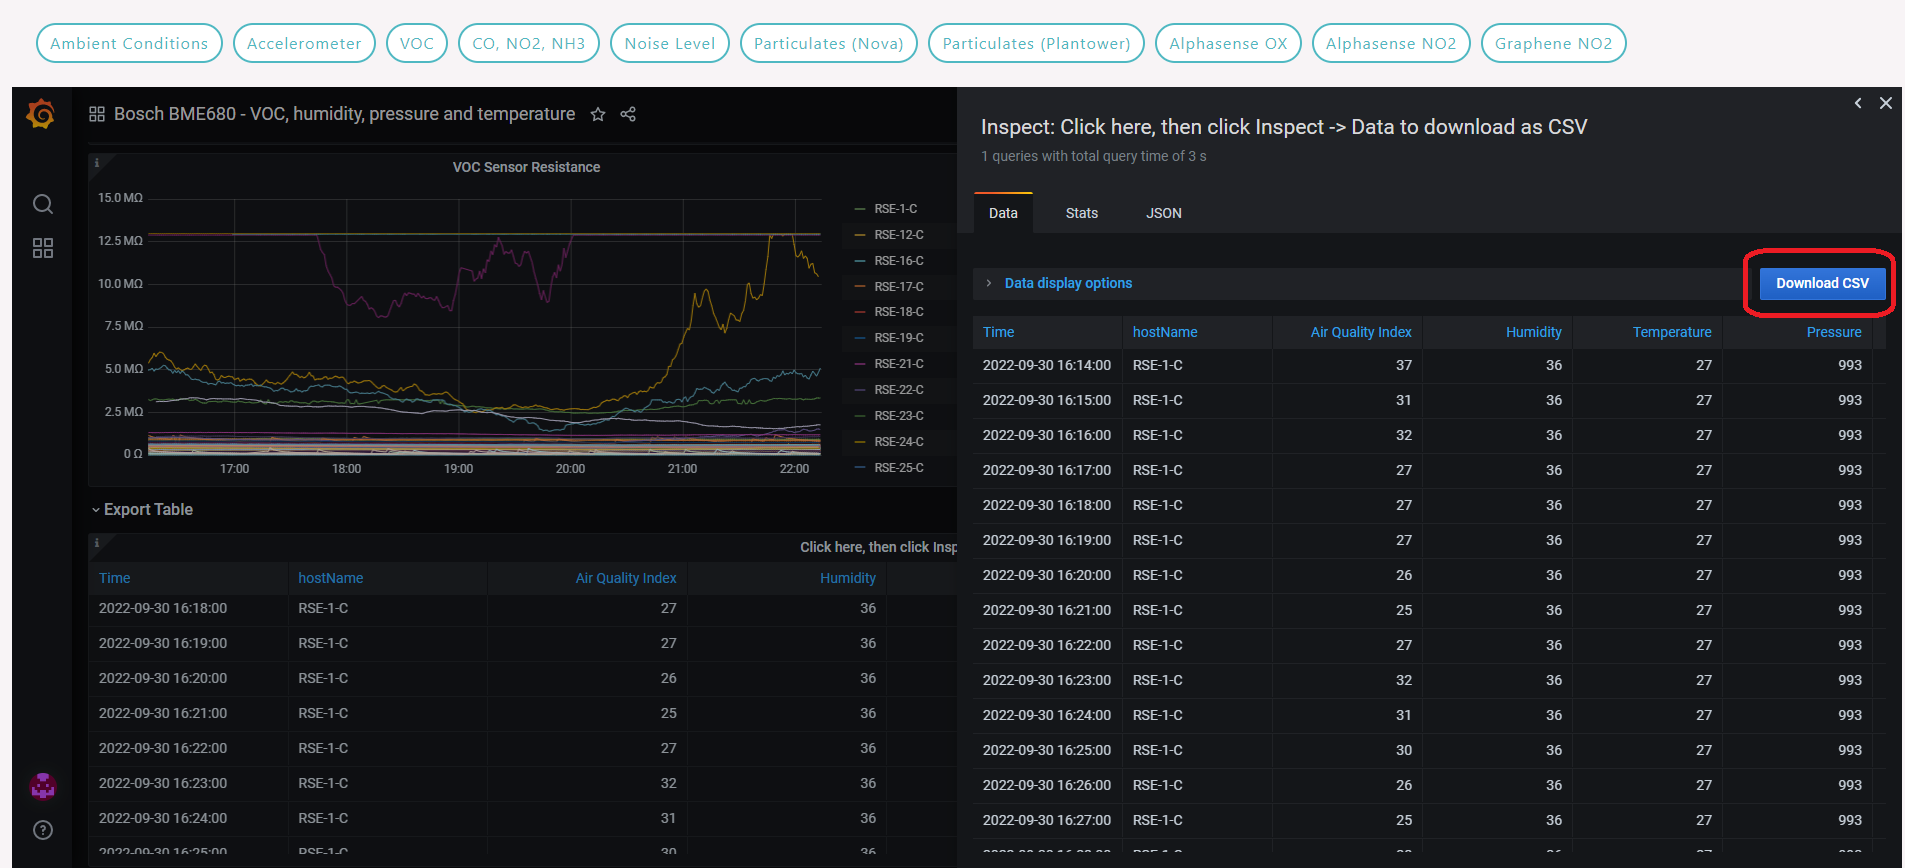 Ambient Conditions
Accelerometer
VOC
CO, NO2, NH3
Noise Level
Particulates (Nova)
Particulates (Plantower)
Alphasense OX
Alphasense NO2
Graphene NO2
Bosch BME680 - VOC, humidity, pressure and temperature
VOC Sensor Resistance
15.0 MΩ
12.5 MΩ
10.0 MΩ
7.5 MΩ
5.0 MΩ
2.5 MΩ
0 Ω
17:00 18:00 19:00 20:00 21:00 22:00
RSE-1-C
RSE-12-C
RSE-16-C
RSE-17-C
RSE-18-C
RSE-19-C
RSE-21-C
RSE-22-C
RSE-23-C
RSE-24-C
RSE-25-C
Export Table
Click here, then click Insp
Time hostName Air Quality Index Humidity
2022-09-30 16:18:00 RSE-1-C 27 36
2022-09-30 16:19:00 RSE-1-C 27 36
2022-09-30 16:20:00 RSE-1-C 26 36
2022-09-30 16:21:00 RSE-1-C 25 36
2022-09-30 16:22:00 RSE-1-C 27 36
2022-09-30 16:23:00 RSE-1-C 32 36
2022-09-30 16:24:00 RSE-1-C 31 36
2022-09-30 16:25:00 RSE-1-C 30 36
Inspect: Click here, then click Inspect -> Data to download as CSV
1 queries with total query time of 3 s
Data Stats JSON
Data display options
Download CSV
Time hostName Air Quality Index Humidity Temperature Pressure
2022-09-30 16:14:00 RSE-1-C 37 36 27 993
2022-09-30 16:15:00 RSE-1-C 31 36 27 993
2022-09-30 16:16:00 RSE-1-C 32 36 27 993
2022-09-30 16:17:00 RSE-1-C 27 36 27 993
2022-09-30 16:18:00 RSE-1-C 27 36 27 993
2022-09-30 16:19:00 RSE-1-C 27 36 27 993
2022-09-30 16:20:00 RSE-1-C 26 36 27 993
2022-09-30 16:21:00 RSE-1-C 25 36 27 993
2022-09-30 16:22:00 RSE-1-C 27 36 27 993
2022-09-30 16:23:00 RSE-1-C 32 36 27 993
2022-09-30 16:24:00 RSE-1-C 31 36 27 993
2022-09-30 16:25:00 RSE-1-C 30 36 27 993
2022-09-30 16:26:00 RSE-1-C 26 36 27 993
2022-09-30 16:27:00 RSE-1-C 25 36 27 993